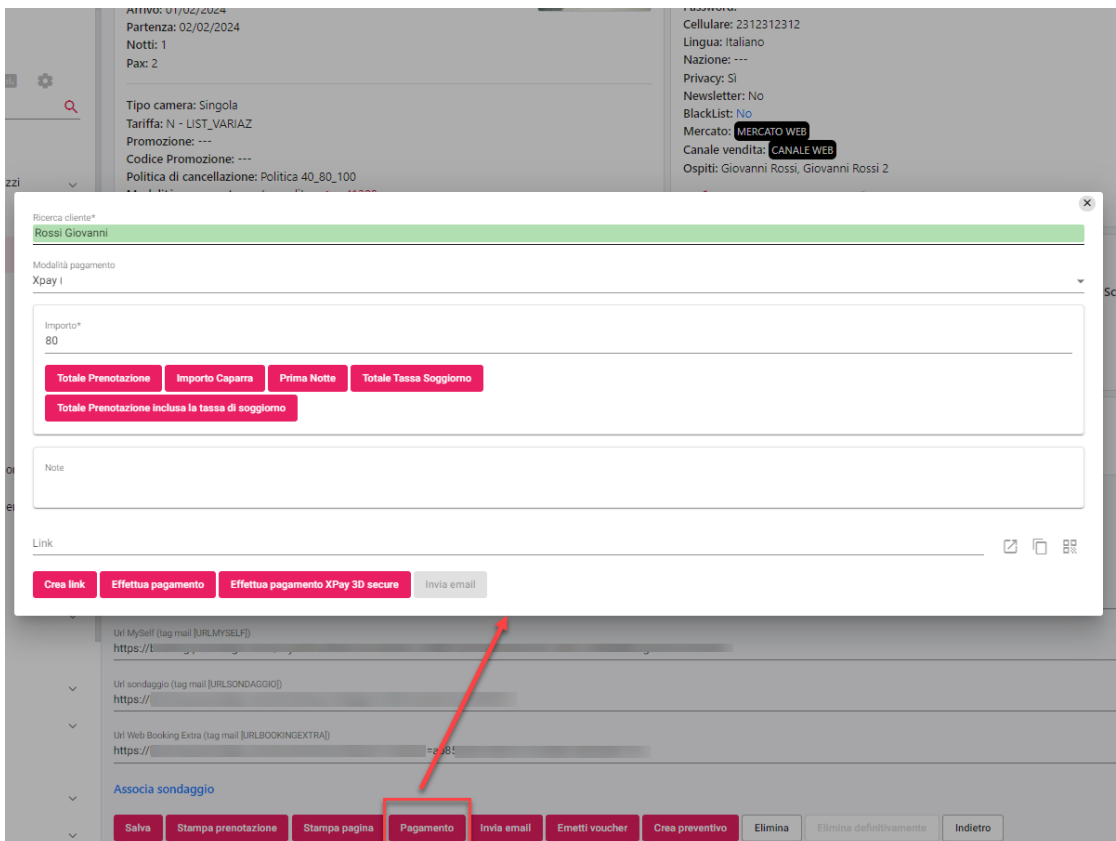 Arrivo: 01/02/2024
Partenza: 02/02/2024
Notti: 1
Pax: 2
Tipo camera: Singola
Tariffa: N - LIST_VARIAZ
Promozione: ---
Codice Promozione: ---
Politica di cancellazione: Politica 40_80_100
Password:
Cellulare: 2312312312
Lingua: Italiano
Nazione: ---
Privacy: Sì
Newsletter: No
BlackList: No
Mercato: MERCATO WEB
Canale vendita: CANALE WEB
Ospiti: Giovanni Rossi, Giovanni Rossi 2
zzi
Ricerca cliente*
Rossi Giovanni
Modalità pagamento
Xpay
Importo*
80
Totale Prenotazione Importo Caparra Prima Notte Totale Tassa Soggiorno
Totale Prenotazione inclusa la tassa di soggiorno
Note
Link
Crea link Effettua pagamento Effettua pagamento XPay 3D secure Invia email
Url MySelf (tag mail [URLMYSELF])
Url sondaggio (tag mail [URLSONDAGGIO])
https://
Url Web Booking Extra (tag mail [URLBOOKINGEXTRA])
https://
Associa sondaggio
Salva Stampa prenotazione Stampa pagina Pagamento Invia email Emetti voucher Crea preventivo Elimina Elimina definitivamente Indietro